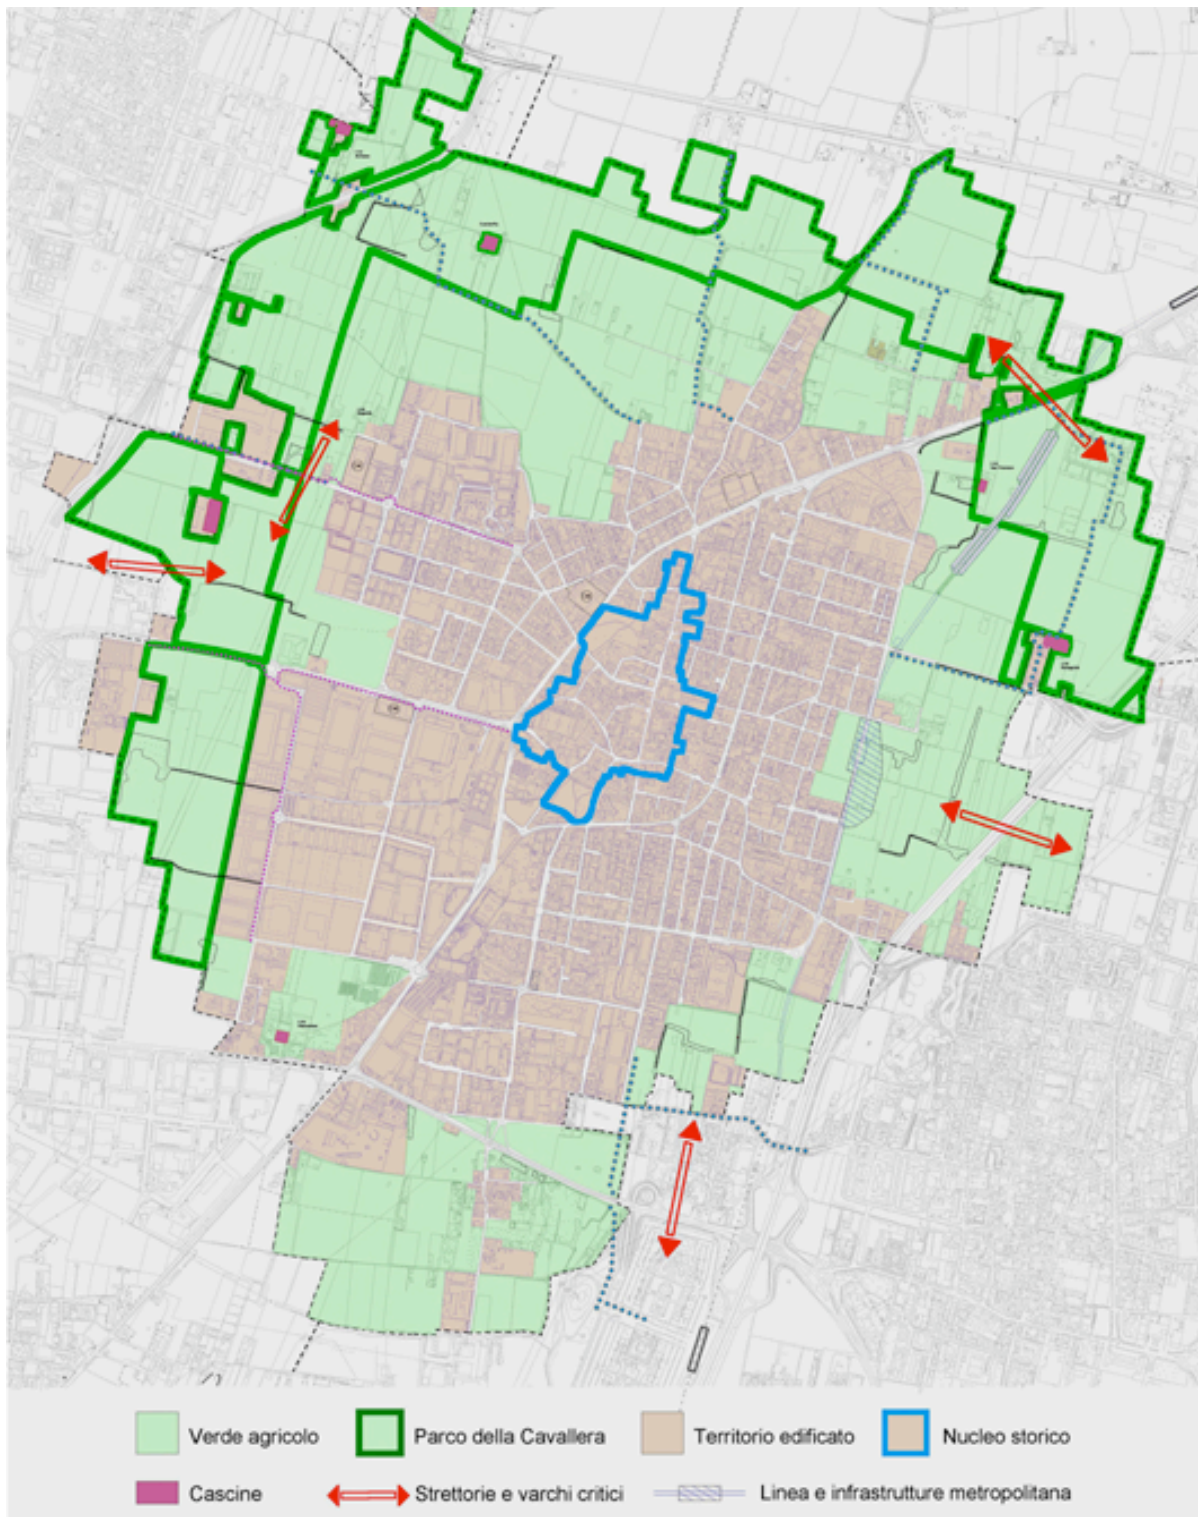 Verde agricolo
Parco della Cavallera
Territorio edificato
Nucleo storico
Cascine
Strettorie e varchi critici
Linea e infrastrutture metropolitana